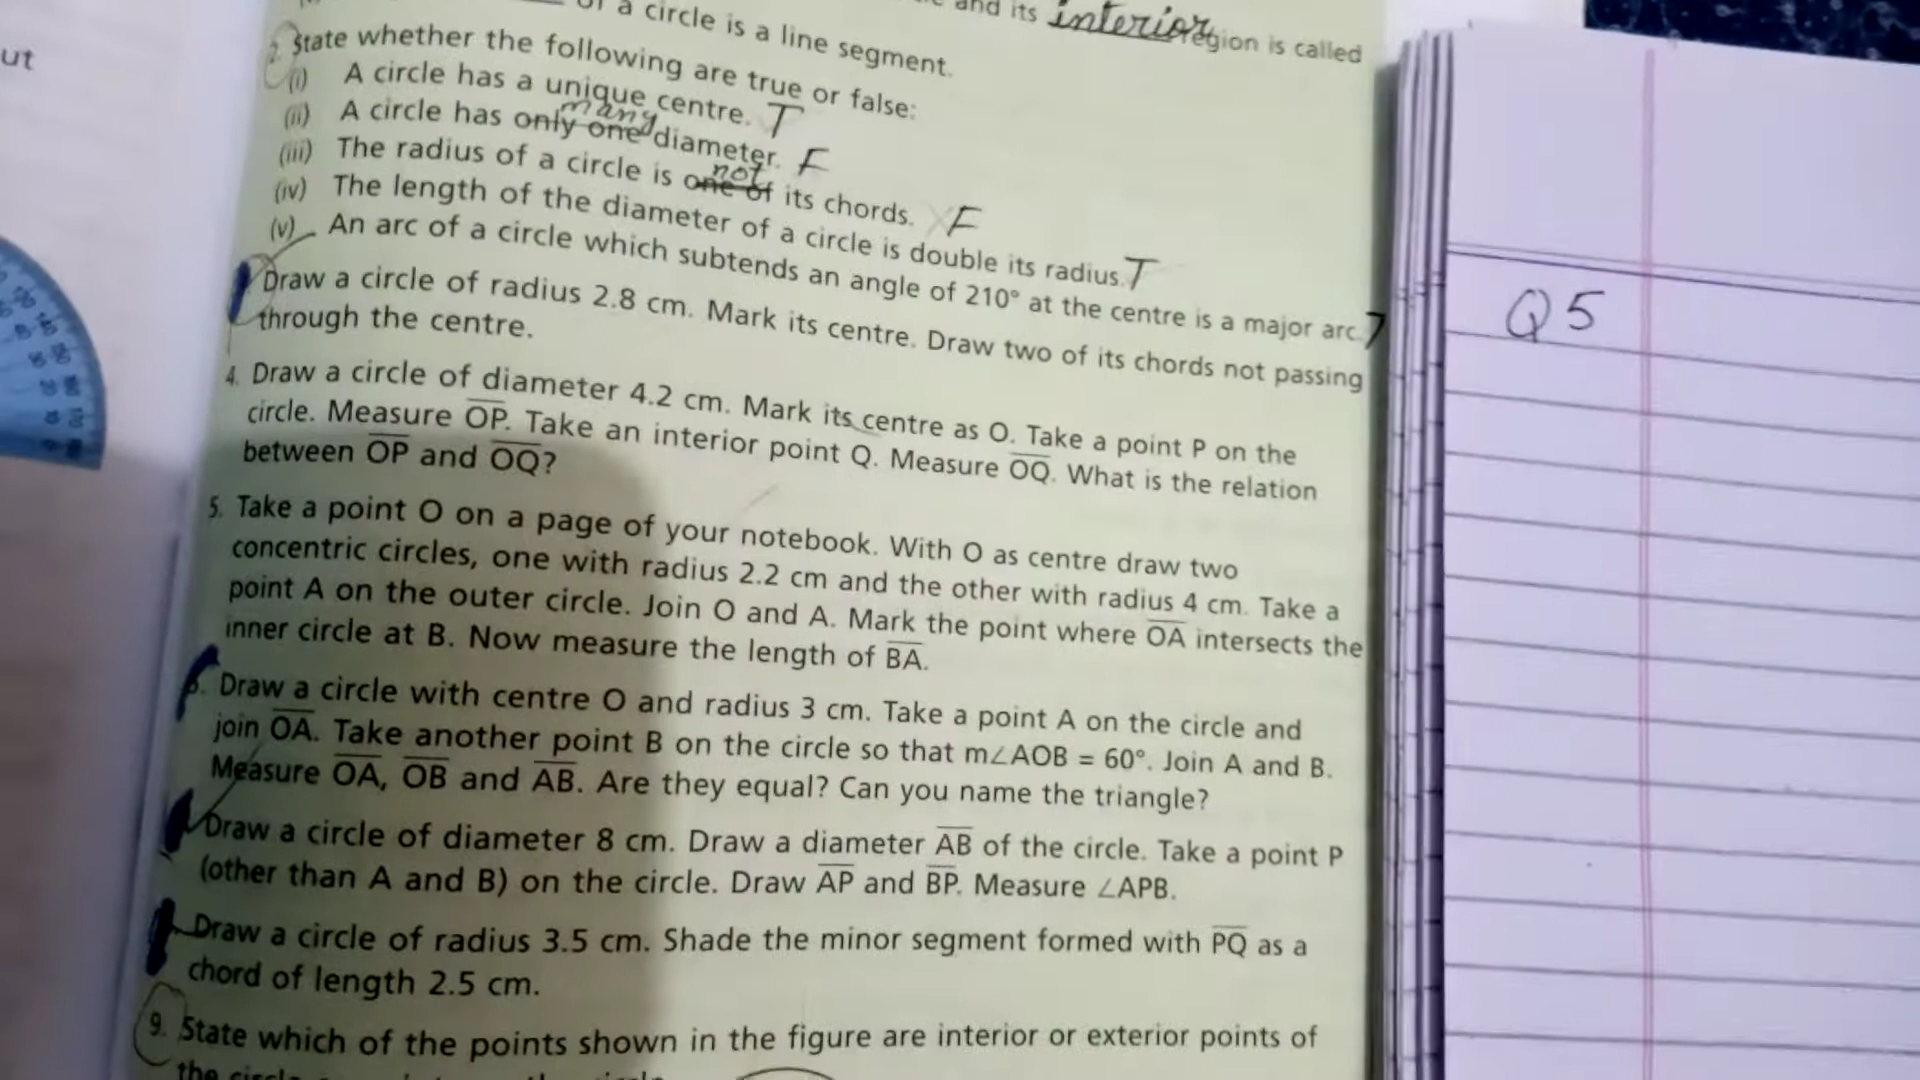 ut
of a circle is a line segment.
and its interior region is called
2. State whether the following are true or false:
(i) A circle has a unique centre. T
(ii) A circle has only one many diameter. F
(iii) The radius of a circle is one of not its chords. F
(iv) The length of the diameter of a circle is double its radius. T
(v) An arc of a circle which subtends an angle of 210° at the centre is a major arc. T
Draw a circle of radius 2.8 cm. Mark its centre. Draw two of its chords not passing
through the centre.
4. Draw a circle of diameter 4.2 cm. Mark its centre as O. Take a point P on the
circle. Measure OP. Take an interior point Q. Measure OQ. What is the relation
between OP and OQ?
5. Take a point O on a page of your notebook. With O as centre draw two
concentric circles, one with radius 2.2 cm and the other with radius 4 cm. Take a
point A on the outer circle. Join O and A. Mark the point where OA intersects the
inner circle at B. Now measure the length of BA.
6. Draw a circle with centre O and radius 3 cm. Take a point A on the circle and
join OA. Take another point B on the circle so that m∠AOB = 60°. Join A and B.
Measure OA, OB and AB. Are they equal? Can you name the triangle?
Draw a circle of diameter 8 cm. Draw a diameter AB of the circle. Take a point P
(other than A and B) on the circle. Draw AP and BP. Measure ∠APB.
Draw a circle of radius 3.5 cm. Shade the minor segment formed with PQ as a
chord of length 2.5 cm.
9. State which of the points shown in the figure are interior or exterior points of
Q5